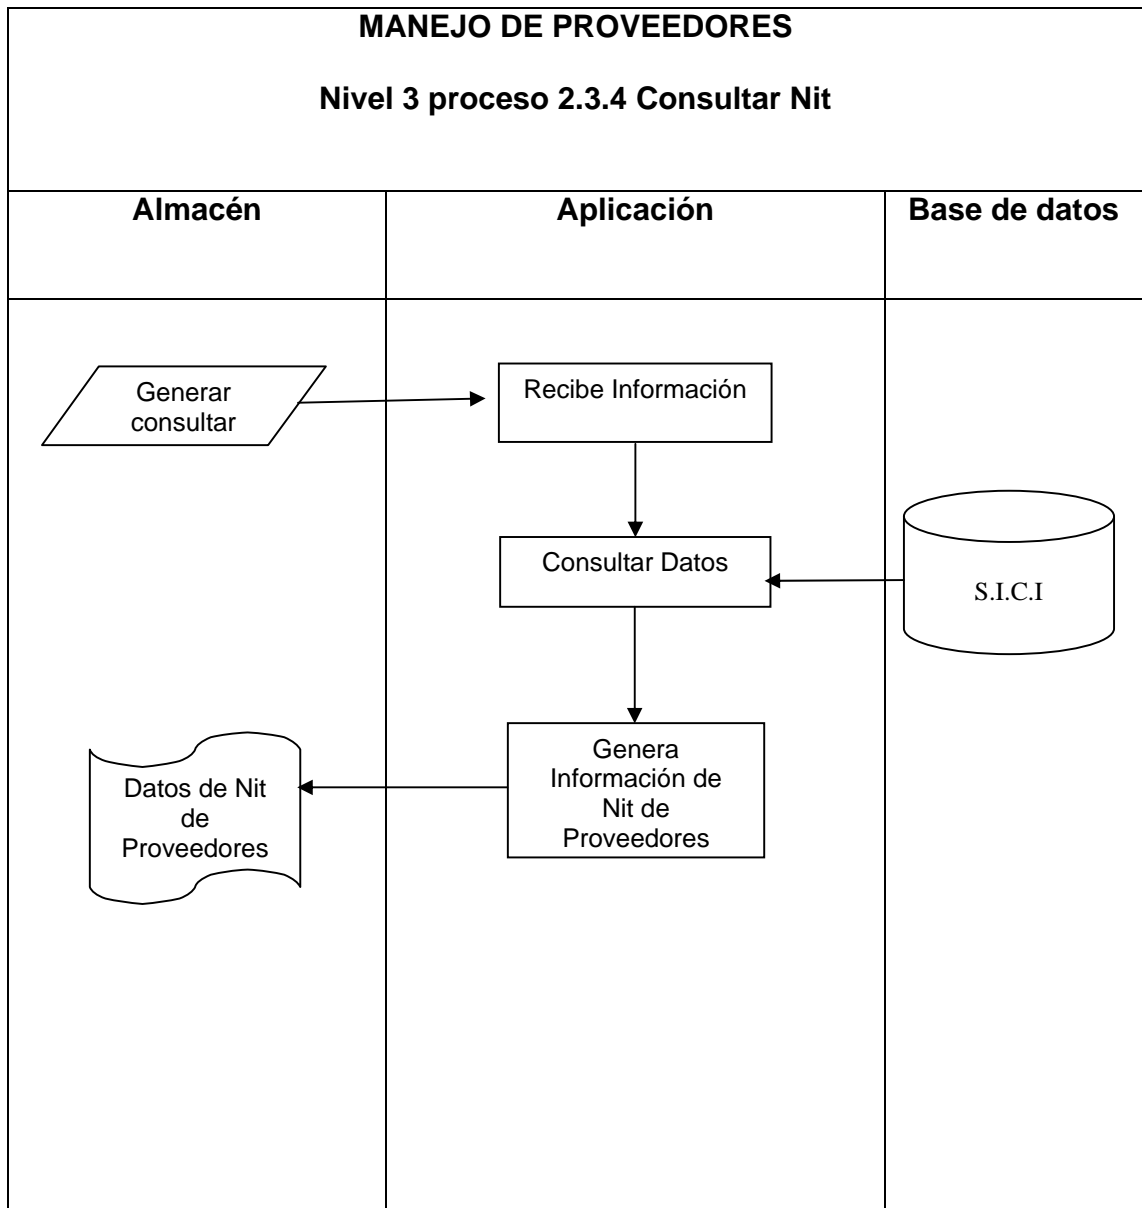 MANEJO DE PROVEEDORES
Nivel 3 proceso 2.3.4 Consultar Nit
Almacén
Aplicación
Base de datos
Generar
consultar
Recibe Información
Consultar Datos
S.I.C.I
Genera
Información de
Nit de
Proveedores
Datos de Nit
de
Proveedores